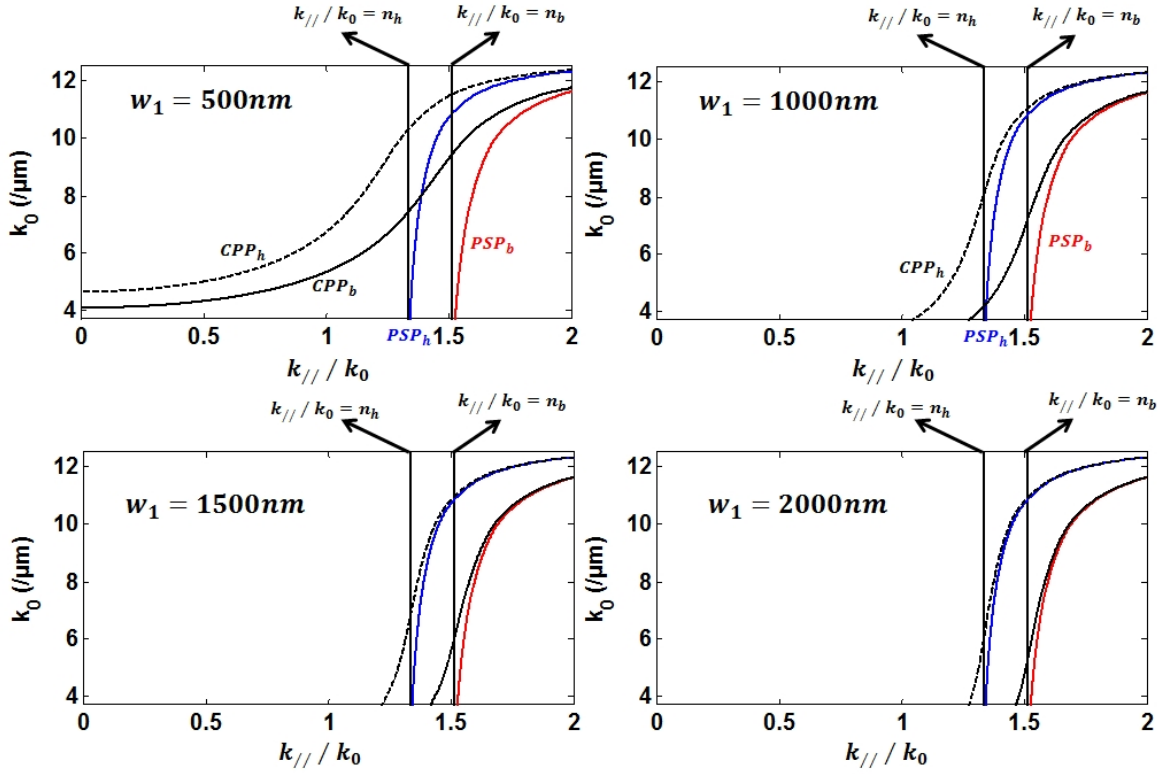 k// / k0 = nh
k// / k0 = nb
w1 = 500nm
k0 (/μm)
12
10
8
6
4
CPPh
CPPb
PSPb
PSPh
0 0.5 1 1.5 2
k// / k0
k// / k0 = nh
k// / k0 = nb
w1 = 1000nm
k0 (/μm)
12
10
8
6
4
CPPh
CPPb
PSPb
PSPh
0 0.5 1 1.5 2
k// / k0
k// / k0 = nh
k// / k0 = nb
w1 = 1500nm
k0 (/μm)
12
10
8
6
4
0 0.5 1 1.5 2
k// / k0
k// / k0 = nh
k// / k0 = nb
w1 = 2000nm
k0 (/μm)
12
10
8
6
4
0 0.5 1 1.5 2
k// / k0